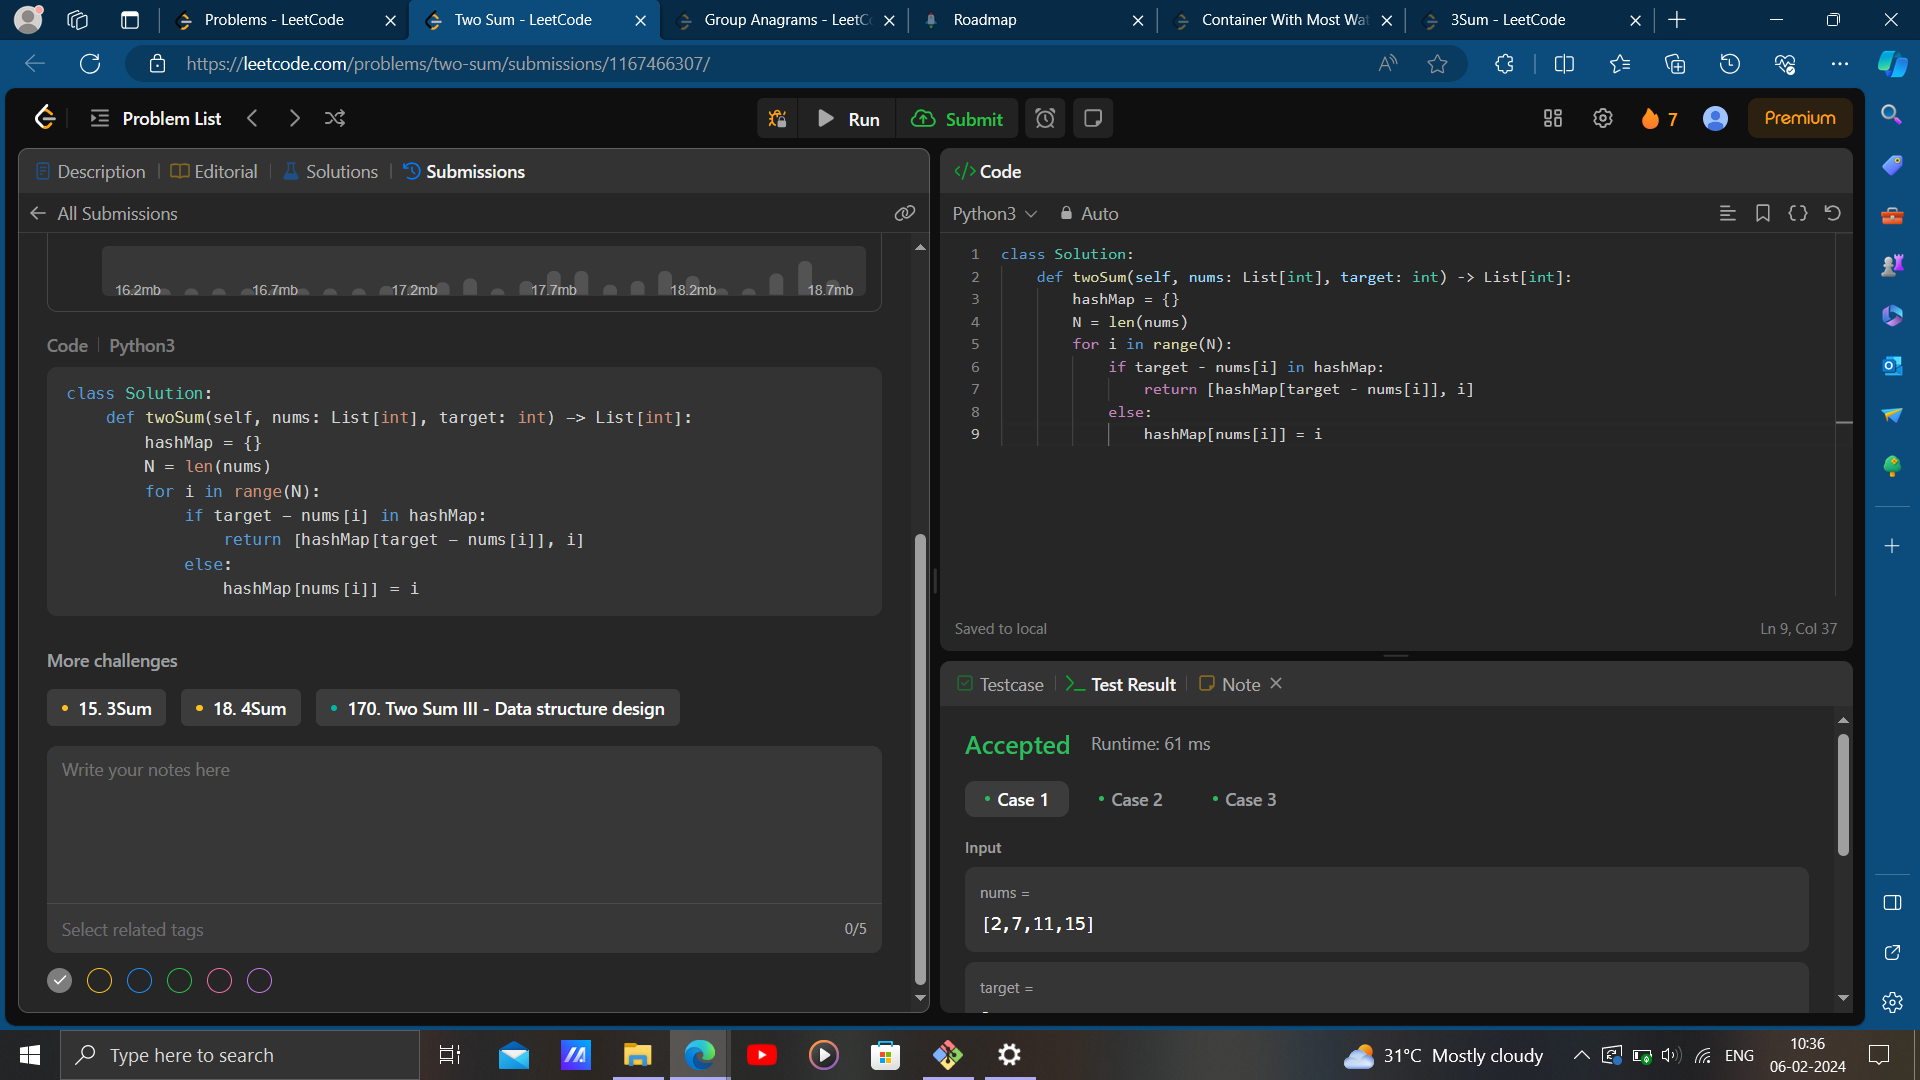 Problems - LeetCode
Two Sum - LeetCode
Group Anagrams - LeetC
Roadmap
Container With Most Wat
3Sum - LeetCode
https://leetcode.com/problems/two-sum/submissions/1167466307/
Problem List
Run
Submit
7
Premium
Description
Editorial
Solutions
Submissions
All Submissions
16.2mb 16.7mb 17.2mb 17.7mb 18.2mb 18.7mb
Code Python3
class Solution:
def twoSum(self, nums: List[int], target: int) -> List[int]:
hashMap = {}
N = len(nums)
for i in range(N):
if target - nums[i] in hashMap:
return [hashMap[target - nums[i]], i]
else:
hashMap[nums[i]] = i
More challenges
15. 3Sum
18. 4Sum
170. Two Sum III - Data structure design
Write your notes here
Select related tags
0/5
</> Code
Python3
Auto
1 class Solution:
2 def twoSum(self, nums: List[int], target: int) -> List[int]:
3 hashMap = {}
4 N = len(nums)
5 for i in range(N):
6 if target - nums[i] in hashMap:
7 return [hashMap[target - nums[i]], i]
8 else:
9 hashMap[nums[i]] = i
Saved to local
Ln 9, Col 37
Testcase
Test Result
Note
Accepted Runtime: 61 ms
Case 1
Case 2
Case 3
Input
nums =
[2,7,11,15]
target =
Type here to search
31°C Mostly cloudy
ENG
10:36
06-02-2024